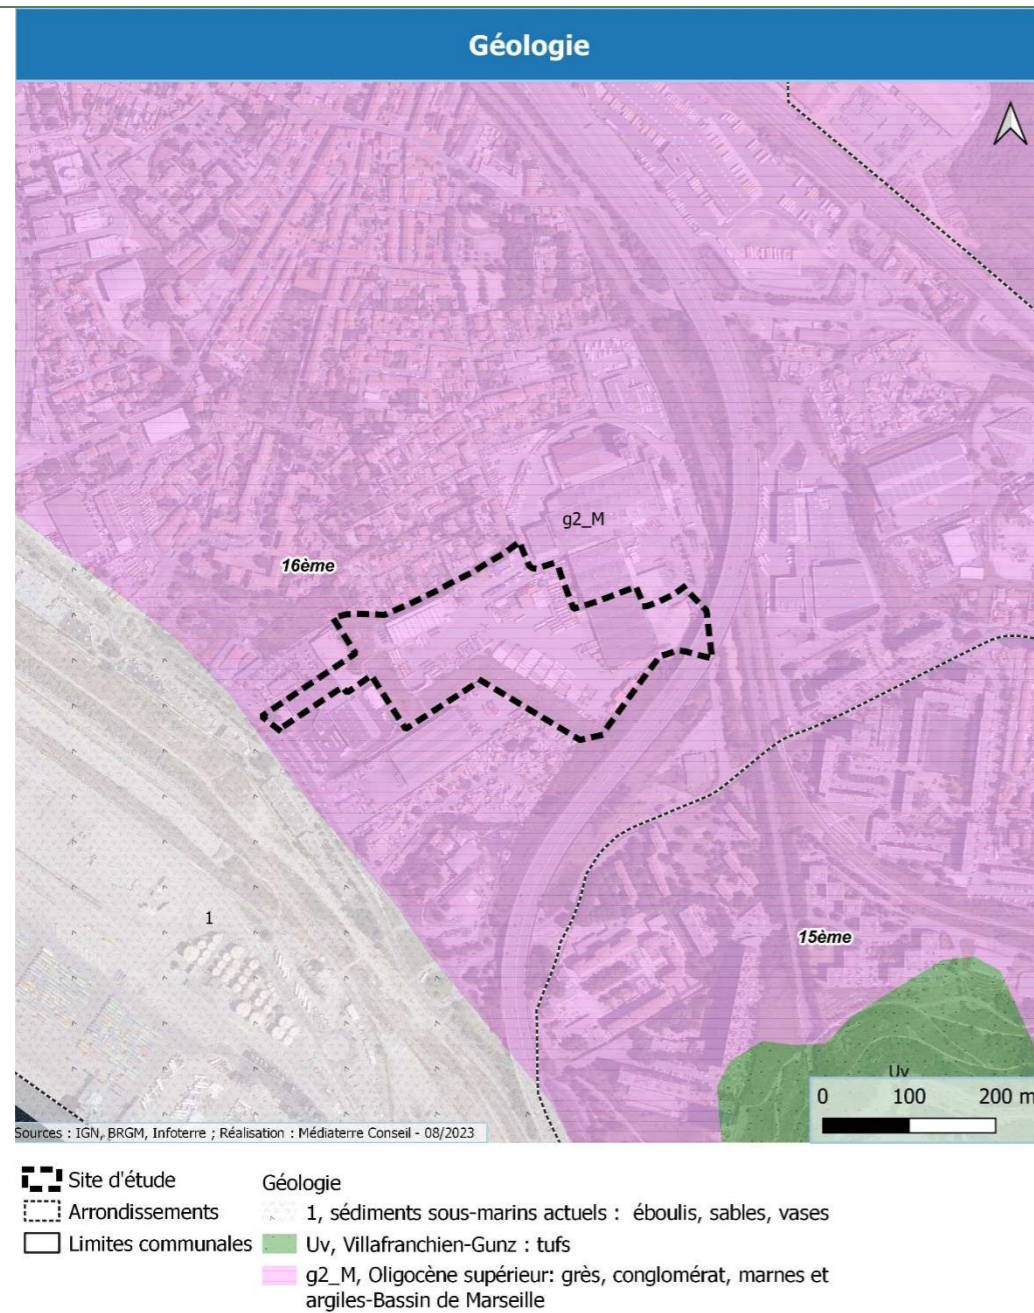 Géologie
g2_M
16ème
1
15ème
Uv
0 100 200 m
Sources : IGN, BRGM, Infoterre ; Réalisation : Médiaterre Conseil - 08/2023
Site d'étude
Arrondissements
Limites communales
Géologie
1, sédiments sous-marins actuels : éboulis, sables, vases
Uv, Villafranchien-Gunz : tufs
g2_M, Oligocène supérieur: grès, conglomérat, marnes et
argiles-Bassin de Marseille